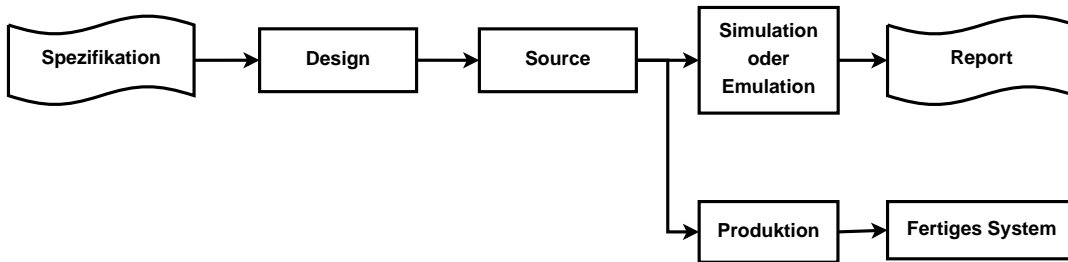 Spezifikation
Design
Source
Simulation
oder
Emulation
Report
Produktion
Fertiges System